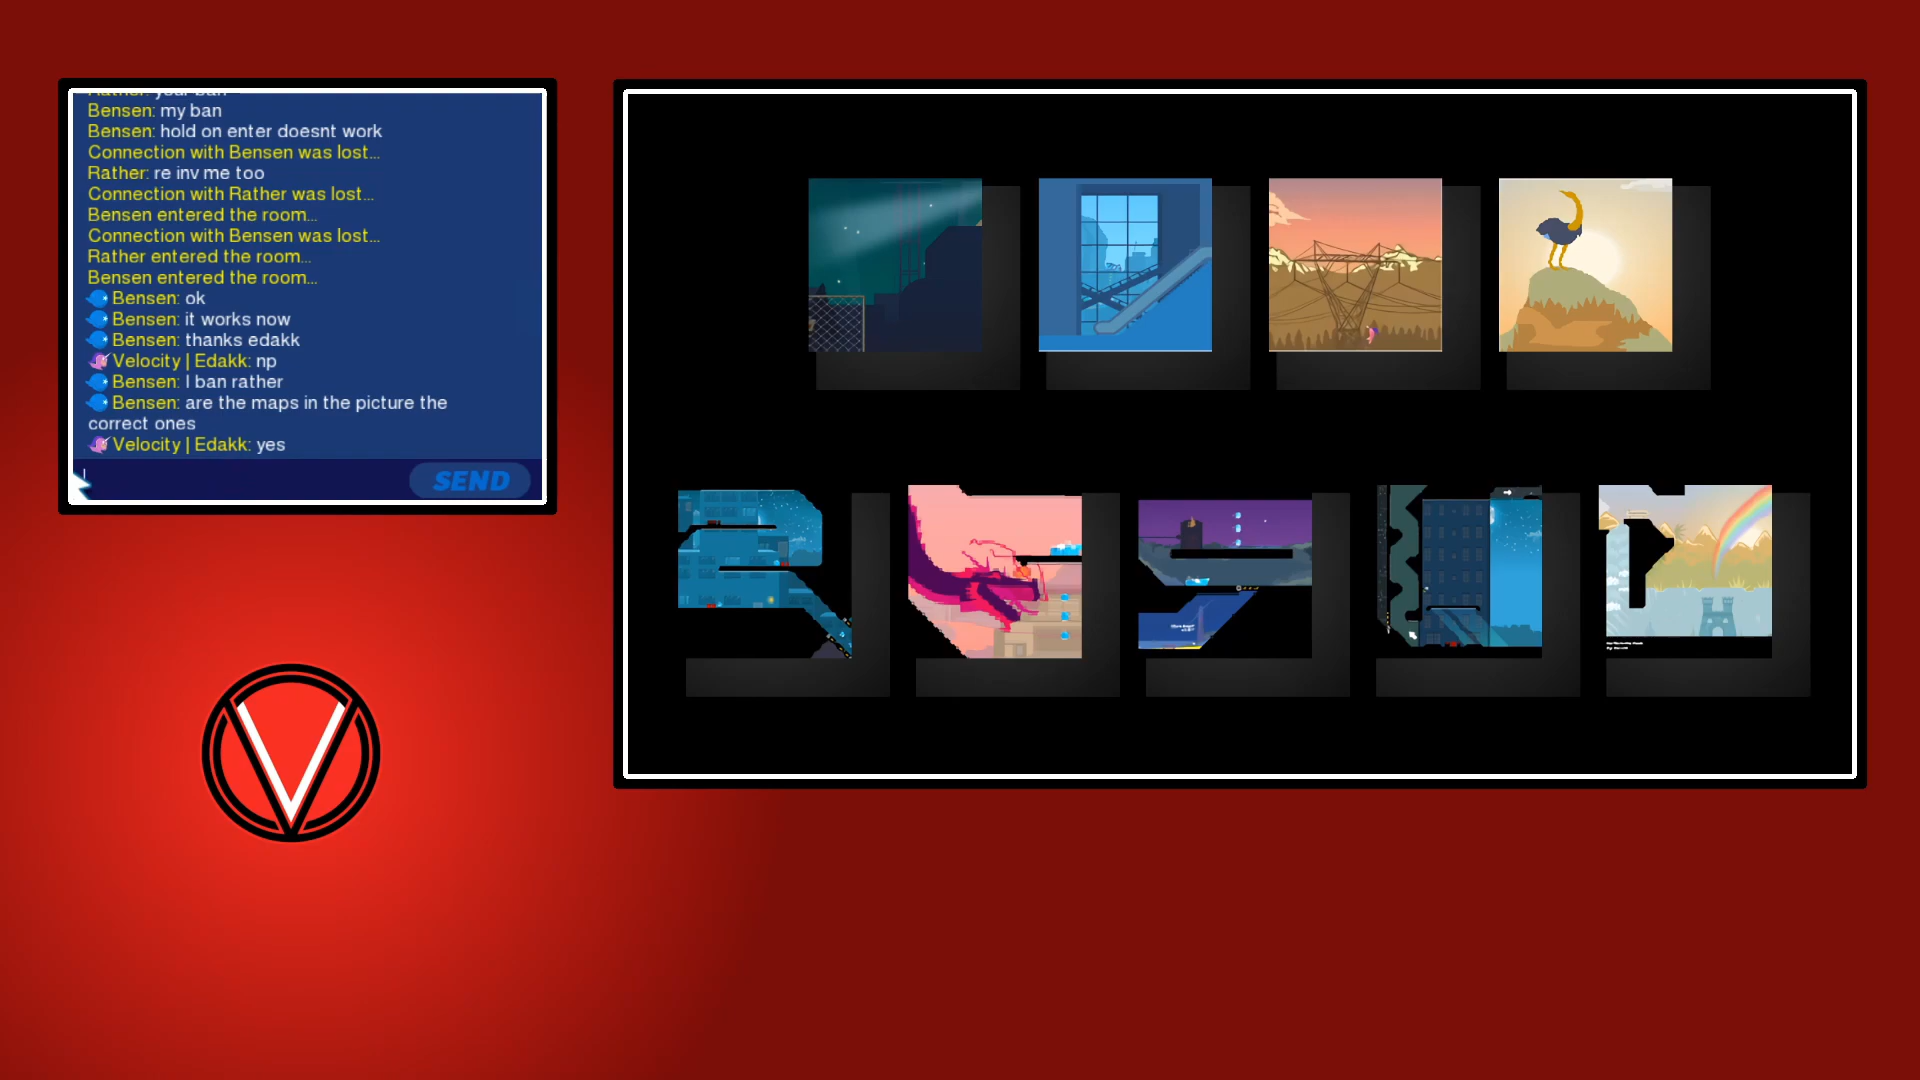 Rather: your ban
Bensen: my ban
Bensen: hold on enter doesnt work
Connection with Bensen was lost...
Rather: re inv me too
Connection with Rather was lost...
Bensen entered the room...
Connection with Bensen was lost...
Rather entered the room...
Bensen entered the room...
Bensen: ok
Bensen: it works now
Bensen: thanks edakk
Velocity | Edakk: np
Bensen: I ban rather
Bensen: are the maps in the picture the
correct ones
Velocity | Edakk: yes
SEND